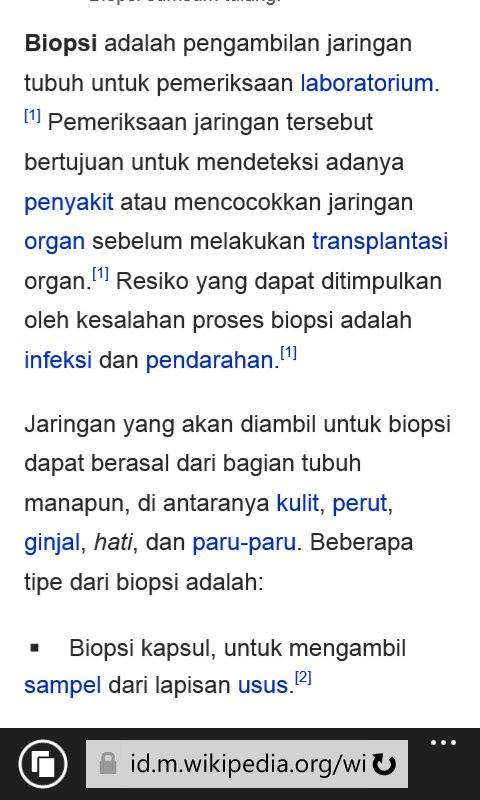 Biopsi adalah pengambilan jaringan
tubuh untuk pemeriksaan laboratorium.
[1] Pemeriksaan jaringan tersebut
bertujuan untuk mendeteksi adanya
penyakit atau mencocokkan jaringan
organ sebelum melakukan transplantasi
organ.[1] Resiko yang dapat ditimpulkan
oleh kesalahan proses biopsi adalah
infeksi dan pendarahan.[1]
Jaringan yang akan diambil untuk biopsi
dapat berasal dari bagian tubuh
manapun, di antaranya kulit, perut,
ginjal, hati, dan paru-paru. Beberapa
tipe dari biopsi adalah:
▪ Biopsi kapsul, untuk mengambil
sampel dari lapisan usus.[2]
id.m.wikipedia.org/wi